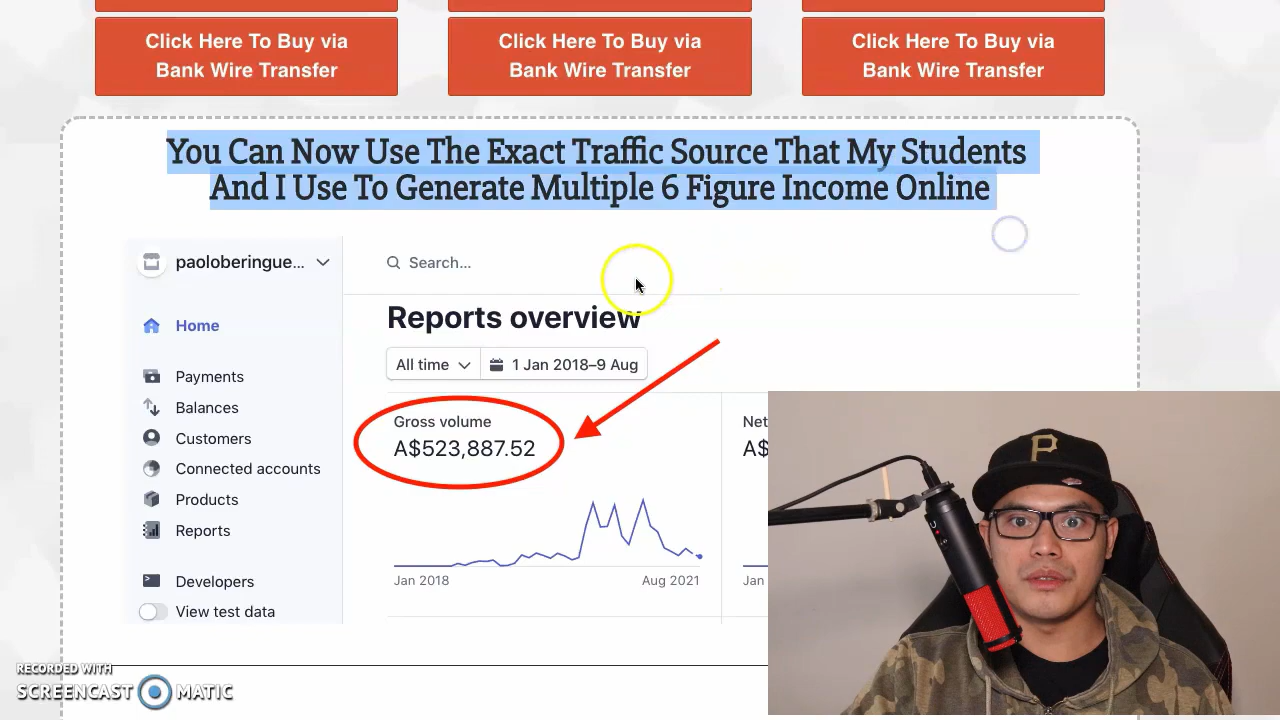 Click Here To Buy via
Bank Wire Transfer
Click Here To Buy via
Bank Wire Transfer
Click Here To Buy via
Bank Wire Transfer
You Can Now Use The Exact Traffic Source That My Students
And I Use To Generate Multiple 6 Figure Income Online
paoloberingue...
Search...
Home
Payments
Balances
Customers
Connected accounts
Products
Reports
Developers
View test data
Reports overview
All time
1 Jan 2018–9 Aug
Gross volume
A$523,887.52
Jan 2018
Aug 2021
Net
A$
Jan
P
RECORDED WITH
SCREENCAST MATIC